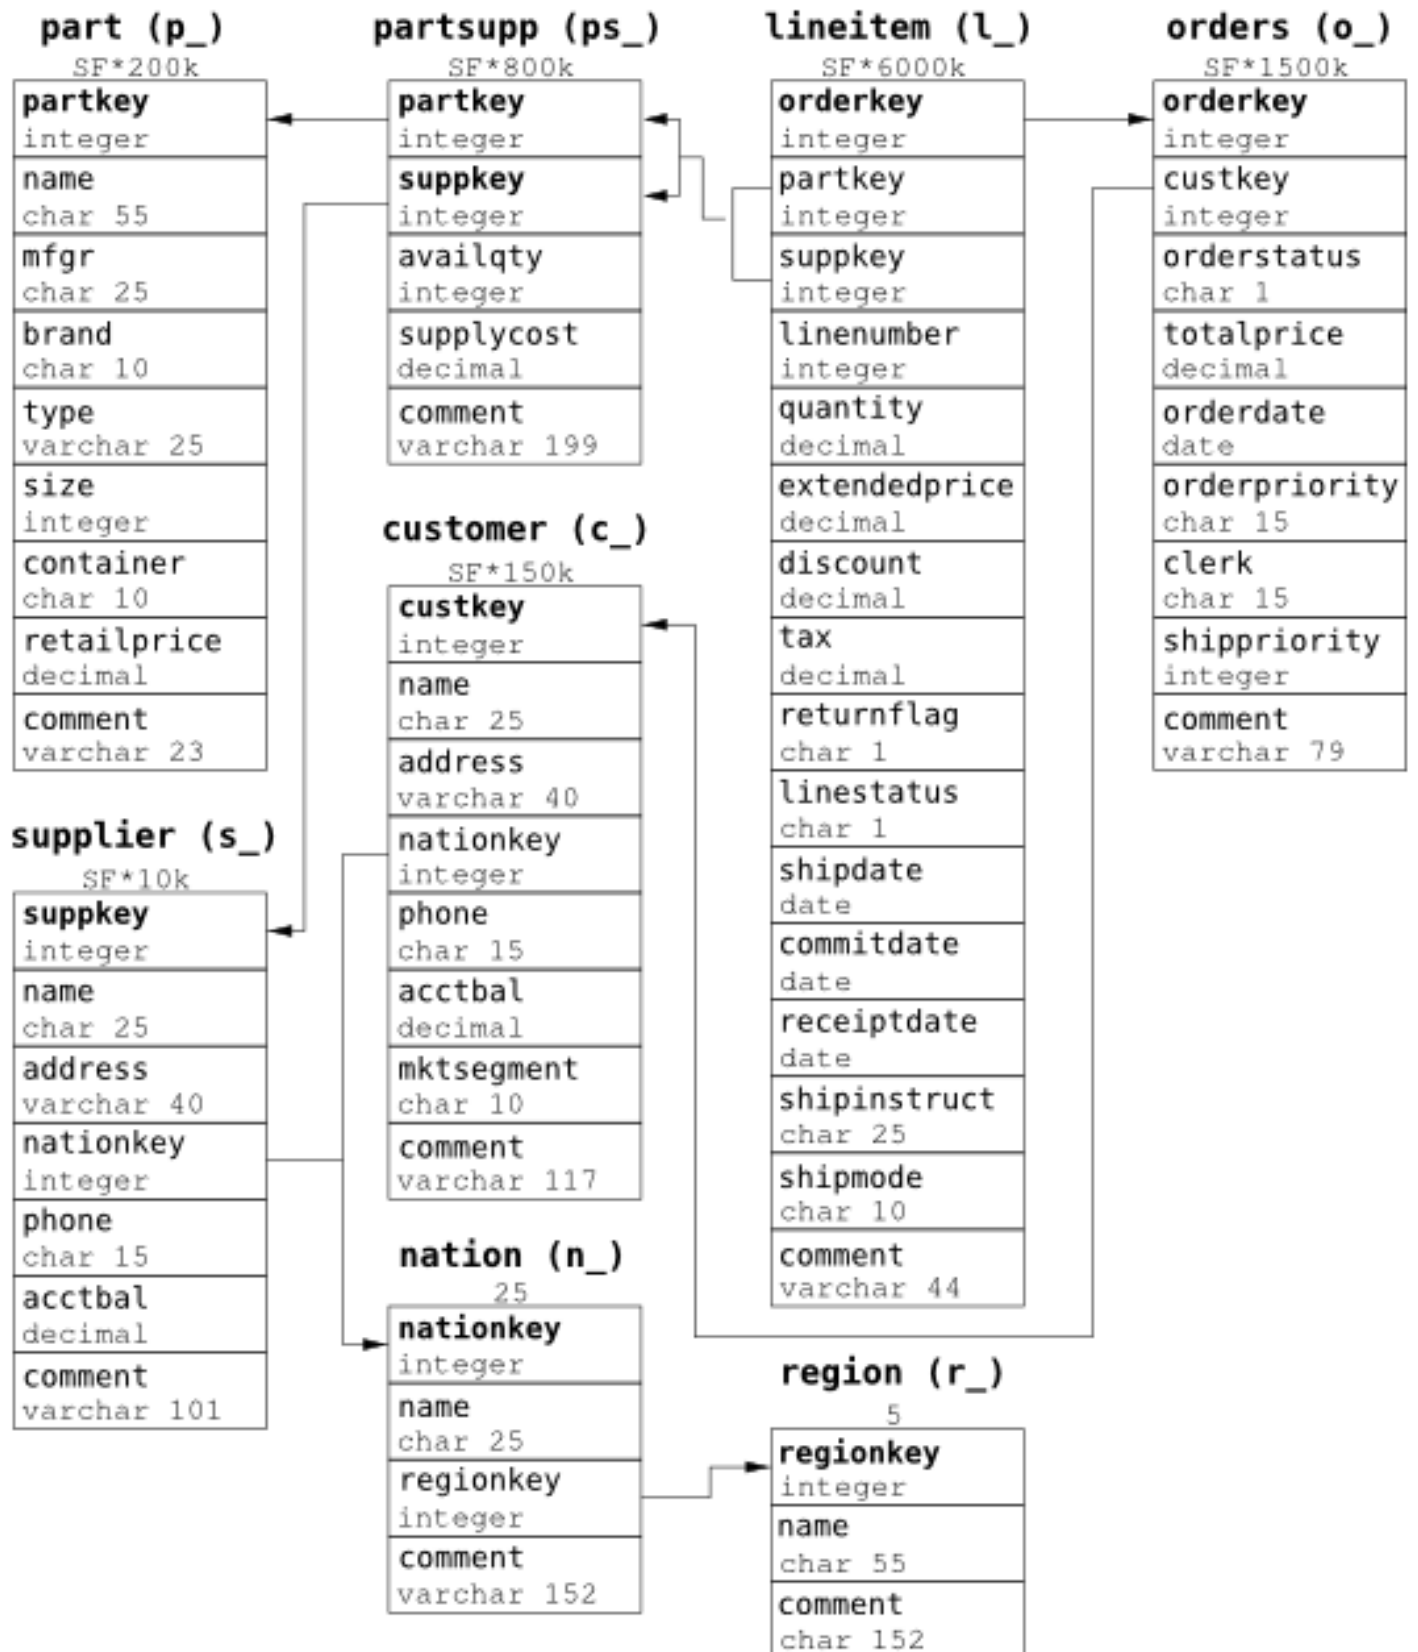 part (p_)
SF*200k
partkey
integer
name
char 55
mfgr
char 25
brand
char 10
type
varchar 25
size
integer
container
char 10
retailprice
decimal
comment
varchar 23
supplier (s_)
SF*10k
suppkey
integer
name
char 25
address
varchar 40
nationkey
integer
phone
char 15
acctbal
decimal
comment
varchar 101
partsupp (ps_)
SF*800k
partkey
integer
suppkey
integer
availqty
integer
supplycost
decimal
comment
varchar 199
customer (c_)
SF*150k
custkey
integer
name
char 25
address
varchar 40
nationkey
integer
phone
char 15
acctbal
decimal
mktsegment
char 10
comment
varchar 117
nation (n_)
25
nationkey
integer
name
char 25
regionkey
integer
comment
varchar 152
lineitem (l_)
SF*6000k
orderkey
integer
partkey
integer
suppkey
integer
linenumber
integer
quantity
decimal
extendedprice
decimal
discount
decimal
tax
decimal
returnflag
char 1
linestatus
char 1
shipdate
date
commitdate
date
receiptdate
date
shipinstruct
char 25
shipmode
char 10
comment
varchar 44
region (r_)
5
regionkey
integer
name
char 55
comment
char 152
orders (o_)
SF*1500k
orderkey
integer
custkey
integer
orderstatus
char 1
totalprice
decimal
orderdate
date
orderpriority
char 15
clerk
char 15
shippriority
integer
comment
varchar 79